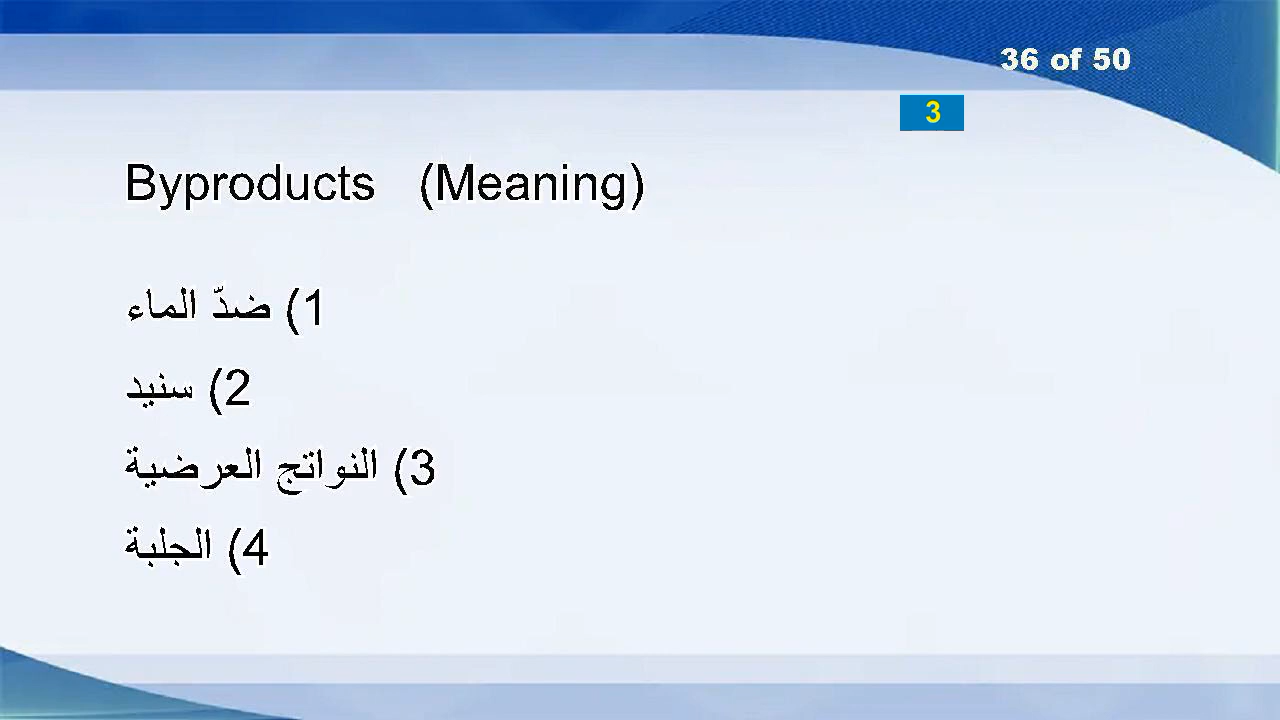 36 of 50
3
Byproducts (Meaning)
1) ضدّ الماء
2) سنيد
3) النواتج العرضية
4) الجلبة